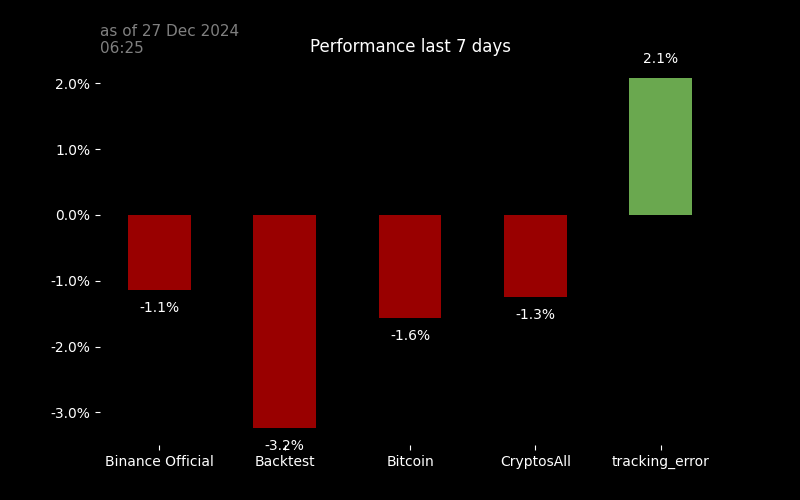 as of 27 Dec 2024
06:25
Performance last 7 days
2.1%
2.0%
1.0%
0.0%
-1.0%
-1.1%
-1.3%
-1.6%
-2.0%
-3.0%
-3.2%
Binance Official
Backtest
Bitcoin
CryptosAll
tracking_error